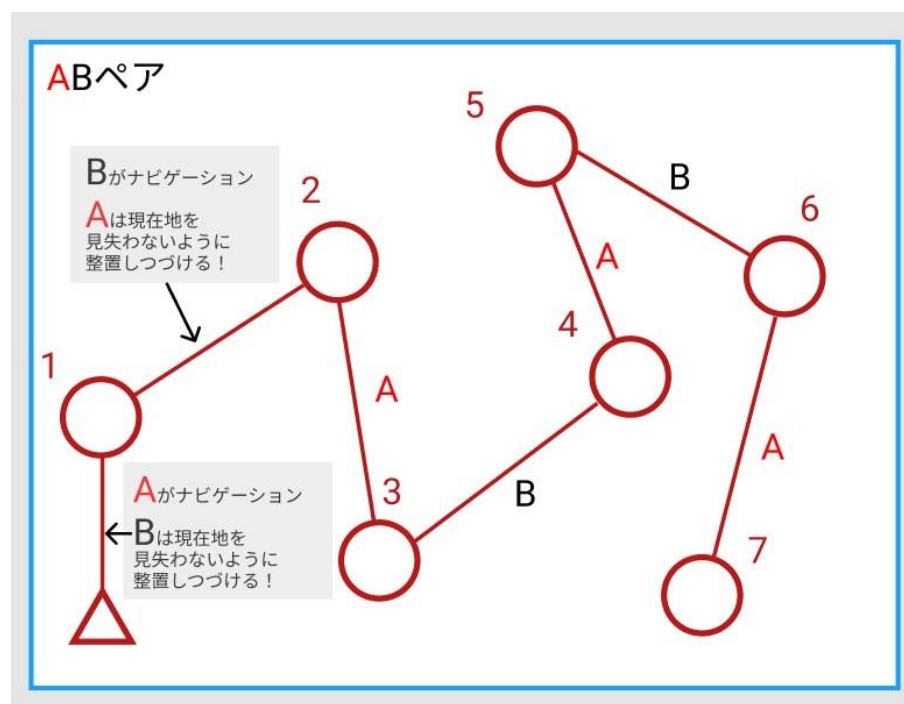 ABペア
5
B
Bがナビゲーション
2
6
Aは現在地を
見失わないように
整置しつづける！
A
4
1
A
A
Aがナビゲーション
3
B
Bは現在地を
見失わないように
整置しつづける！
7